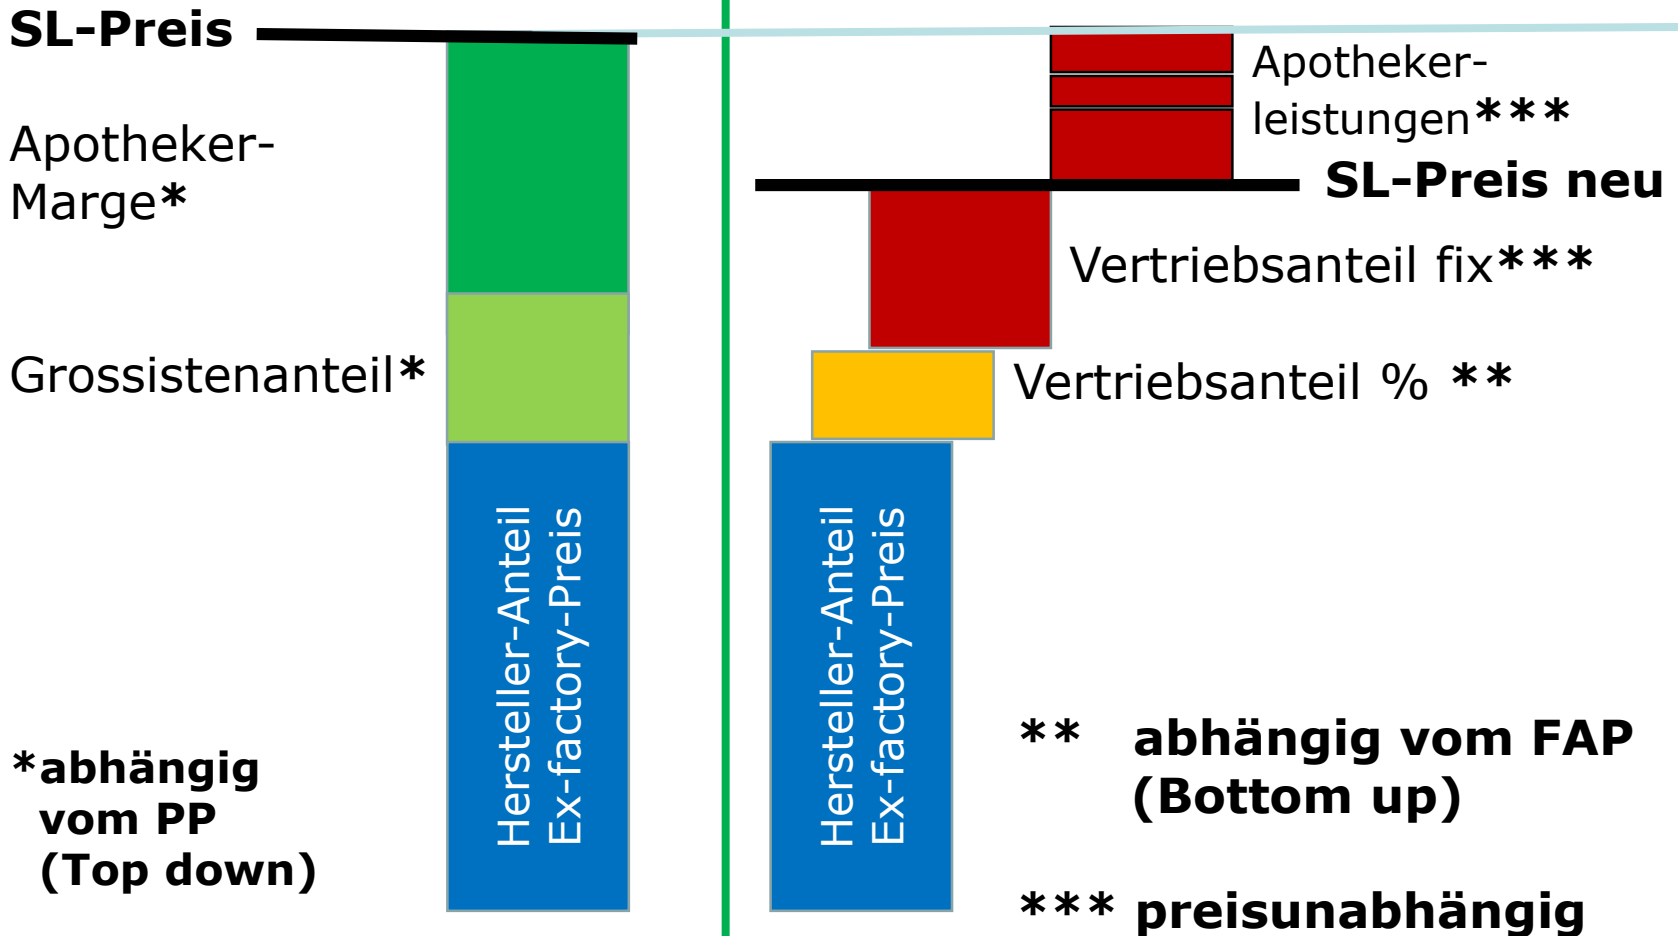 SL-Preis
Apotheker-
Marge*
Grossistenanteil*
Hersteller-Anteil
Ex-factory-Preis
*abhängig
vom PP
(Top down)
Apotheker-
leistungen***
SL-Preis neu
Vertriebsanteil fix***
Vertriebsanteil % **
Hersteller-Anteil
Ex-factory-Preis
** abhängig vom FAP
(Bottom up)
*** preisunabhängig